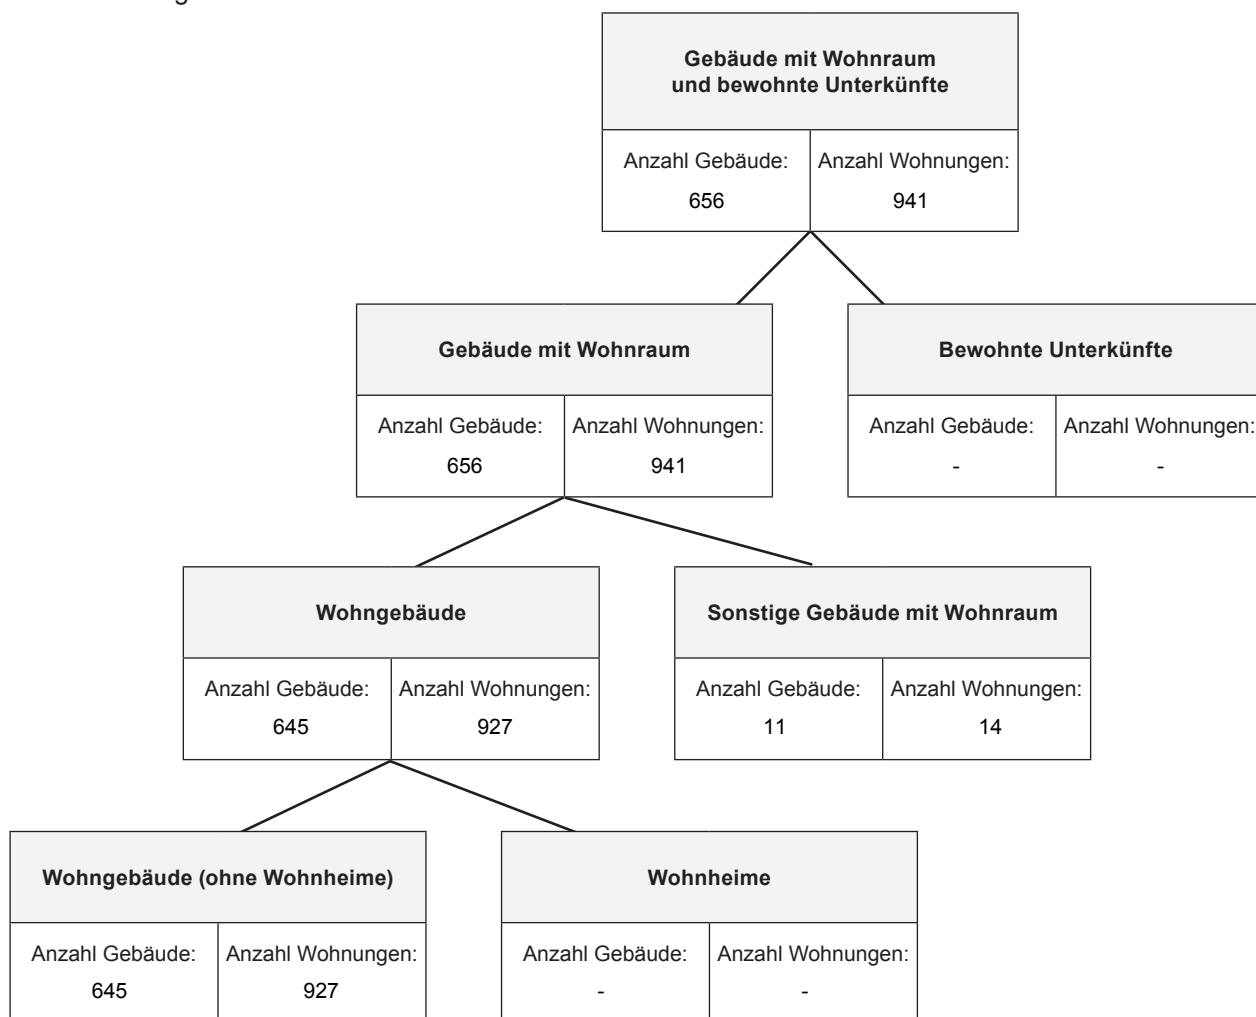 Gebäude mit Wohnraum
und bewohnte Unterkünfte
Anzahl Gebäude: Anzahl Wohnungen:
656 941
Gebäude mit Wohnraum Bewohnte Unterkünfte
Anzahl Gebäude: Anzahl Wohnungen: Anzahl Gebäude: Anzahl Wohnungen:
656 941 - -
Wohngebäude Sonstige Gebäude mit Wohnraum
Anzahl Gebäude: Anzahl Wohnungen: Anzahl Gebäude: Anzahl Wohnungen:
645 927 11 14
Wohngebäude (ohne Wohnheime) Wohnheime
Anzahl Gebäude: Anzahl Wohnungen: Anzahl Gebäude: Anzahl Wohnungen:
645 927 - -